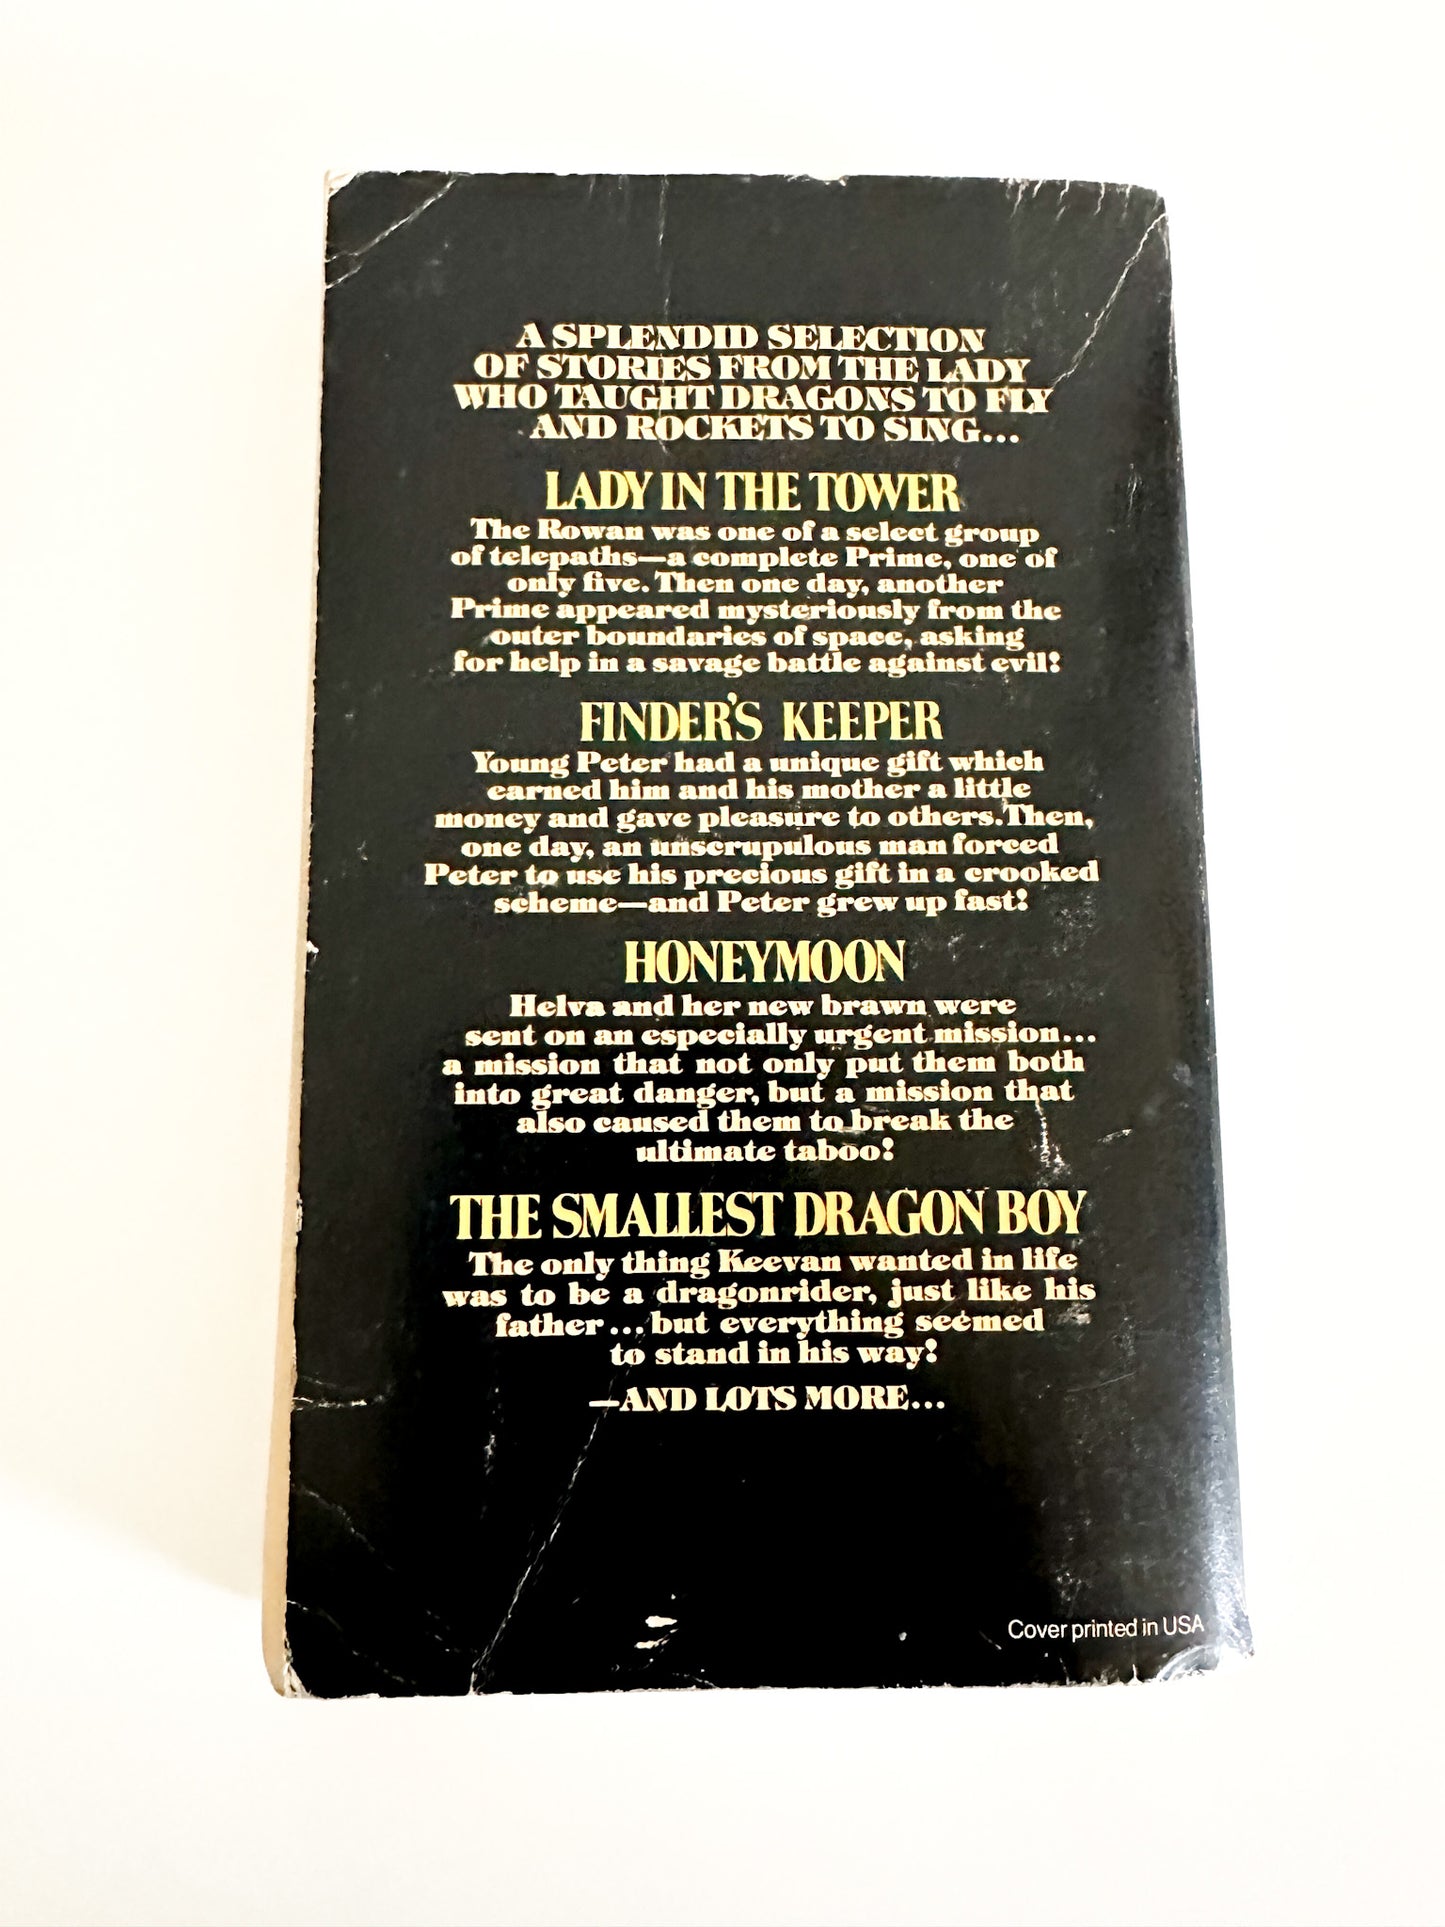 A SPLENDID SELECTION
OF STORIES FROM THE LADY
WHO TAUGHT DRAGONS TO FLY
AND ROCKETS TO SING...
LADY IN THE TOWER
The Rowan was one of a select group
of telepaths—a complete Prime, one of
only five. Then one day, another
Prime appeared mysteriously from the
outer boundaries of space, asking
for help in a savage battle against evil!
FINDER'S KEEPER
Young Peter had a unique gift which
earned him and his mother a little
money and gave pleasure to others. Then,
one day, an unscrupulous man forced
Peter to use his precious gift in a crooked
scheme—and Peter grew up fast!
HONEYMOON
Helva and her new brawn were
sent on an especially urgent mission...
a mission that not only put them both
into great danger, but a mission that
also caused them to break the
ultimate taboo!
THE SMALLEST DRAGON BOY
The only thing Keevan wanted in life
was to be a dragonrider, just like his
father... but everything seemed
to stand in his way!
—AND LOTS MORE...
Cover printed in USA